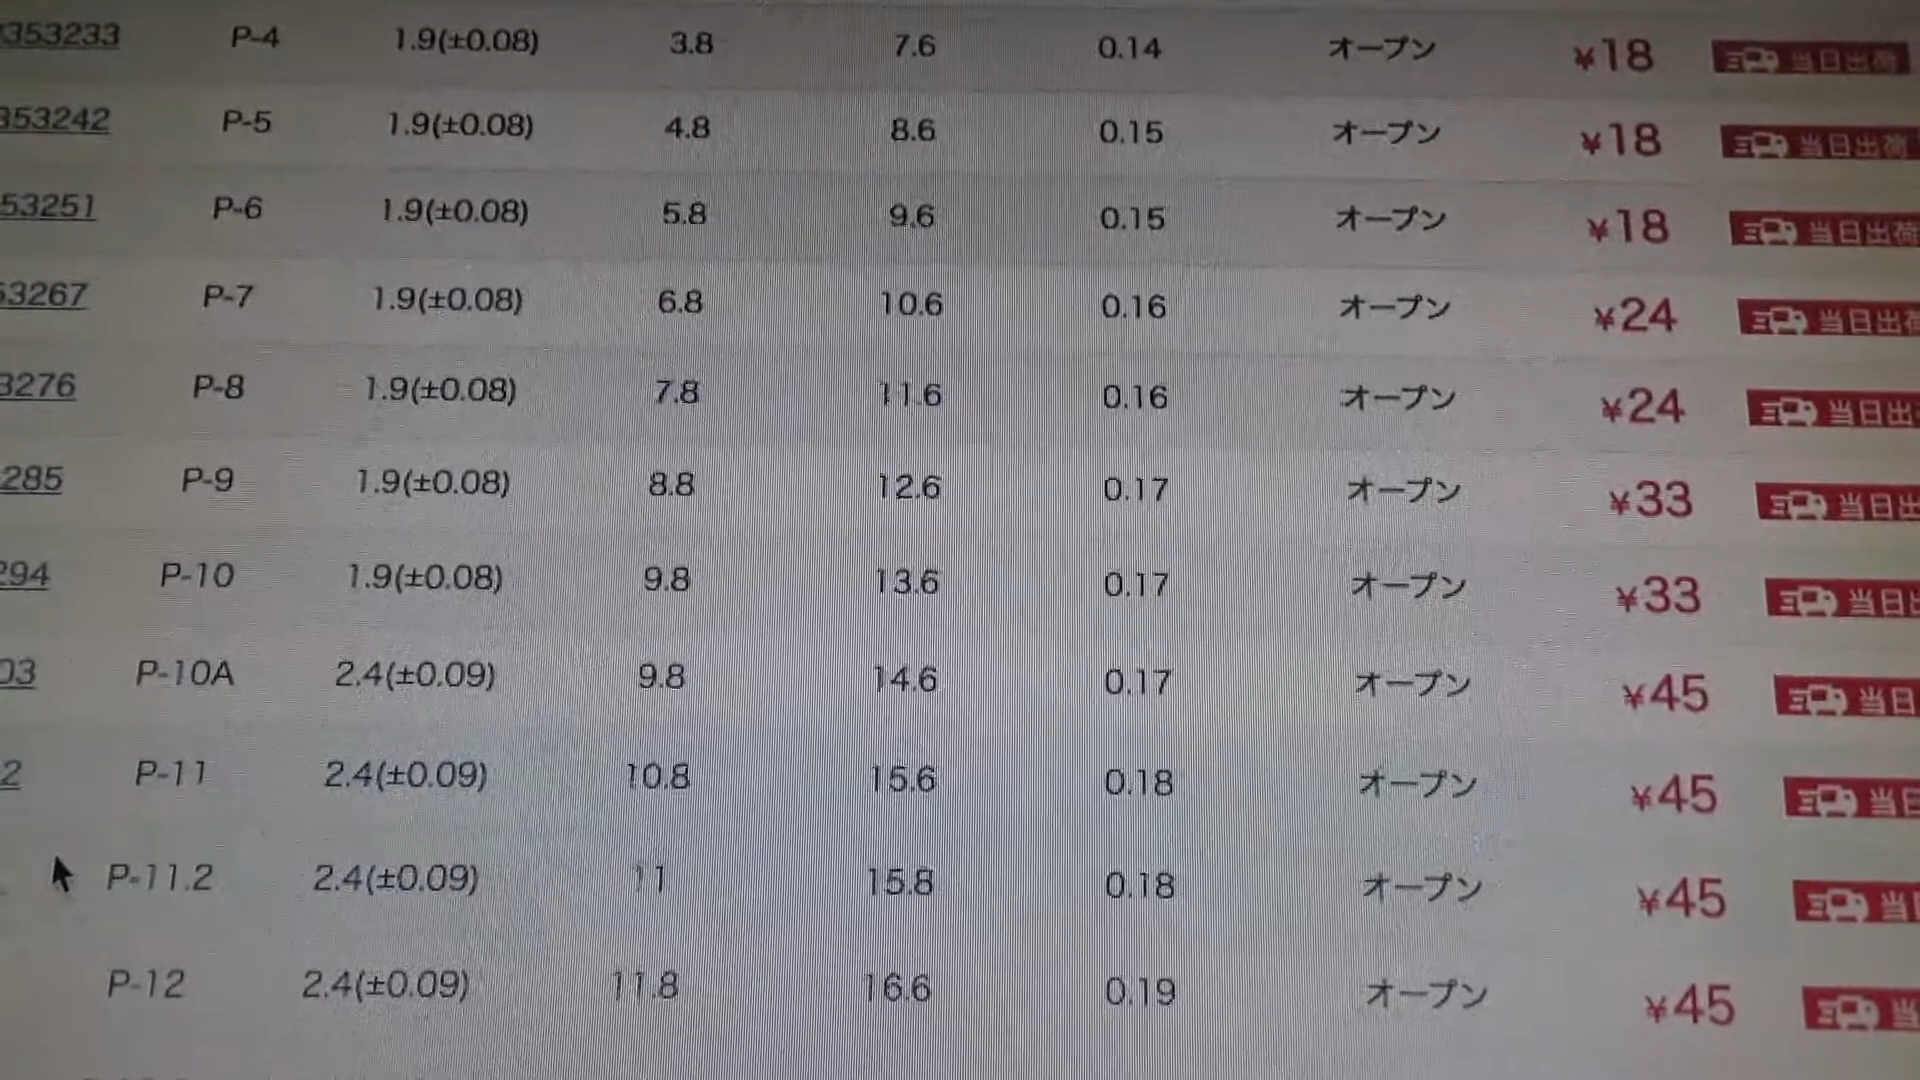 353233 P-4 1.9(±0.08) 3.8 7.6 0.14 オープン ¥18 当日出荷
353242 P-5 1.9(±0.08) 4.8 8.6 0.15 オープン ¥18 当日出荷
53251 P-6 1.9(±0.08) 5.8 9.6 0.15 オープン ¥18 当日出荷
53267 P-7 1.9(±0.08) 6.8 10.6 0.16 オープン ¥24 当日出荷
3276 P-8 1.9(±0.08) 7.8 11.6 0.16 オープン ¥24 当日出
285 P-9 1.9(±0.08) 8.8 12.6 0.17 オープン ¥33 当日出
294 P-10 1.9(±0.08) 9.8 13.6 0.17 オープン ¥33 当日出
03 P-10A 2.4(±0.09) 9.8 14.6 0.17 オープン ¥45 当日
2 P-11 2.4(±0.09) 10.8 15.6 0.18 オープン ¥45 当日
P-11.2 2.4(±0.09) 11 15.8 0.18 オープン ¥45 当日
P-12 2.4(±0.09) 11.8 16.6 0.19 オープン ¥45 当